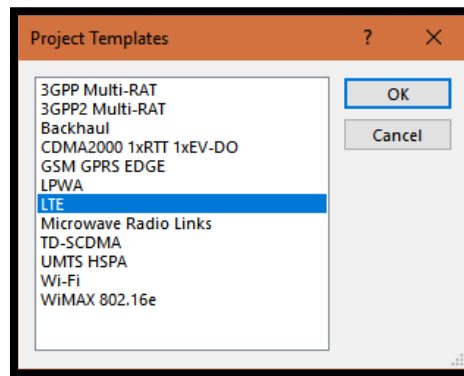 Project Templates
?
3GPP Multi-RAT
3GPP2 Multi-RAT
Backhaul
CDMA2000 1xRTT 1xEV-DO
GSM GPRS EDGE
LPWA
LTE
Microwave Radio Links
TD-SCDMA
UMTS HSPA
Wi-Fi
WiMAX 802.16e
OK
Cancel